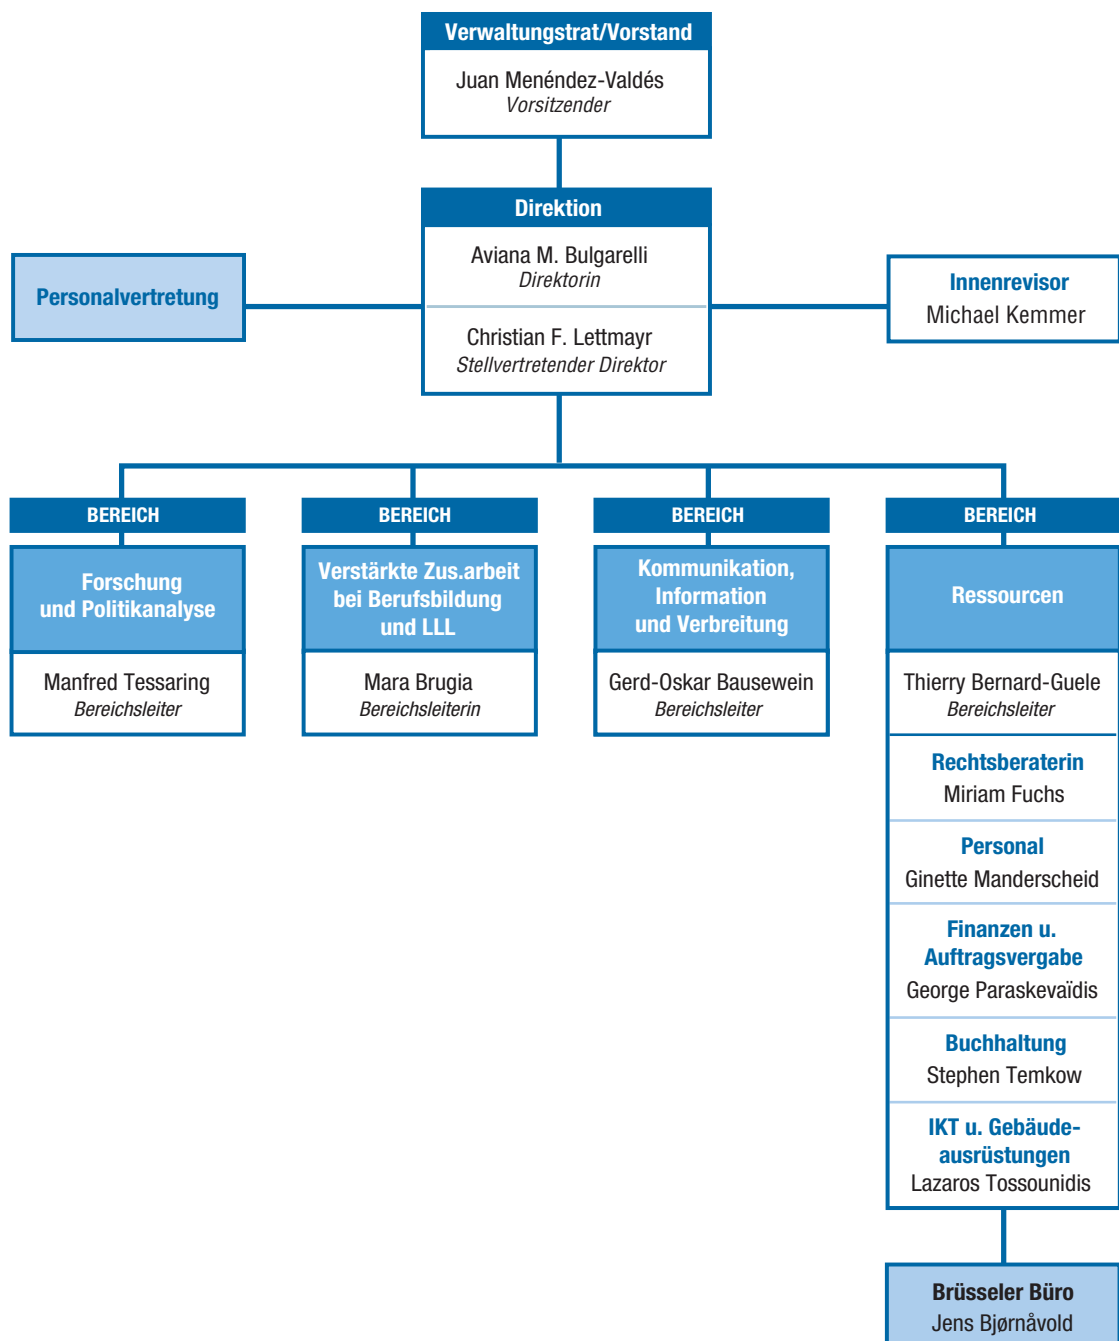 Verwaltungstrat/Vorstand
Juan Menéndez-Valdés
Vorsitzender
Direktion
Aviana M. Bulgarelli
Direktorin
Christian F. Lettmayr
Stellvertretender Direktor
Personalvertretung
Innenrevisor
Michael Kemmer
BEREICH
Forschung
und Politikanalyse
Manfred Tessaring
Bereichsleiter
BEREICH
Verstärkte Zus.arbeit
bei Berufsbildung
und LLL
Mara Brugia
Bereichsleiterin
BEREICH
Kommunikation,
Information
und Verbreitung
Gerd-Oskar Bausewein
Bereichsleiter
BEREICH
Ressourcen
Thierry Bernard-Guele
Bereichsleiter
Rechtsberaterin
Miriam Fuchs
Personal
Ginette Manderscheid
Finanzen u.
Auftragsvergabe
George Paraskevaïdis
Buchhaltung
Stephen Temkow
IKT u. Gebäude-
ausrüstungen
Lazaros Tossounidis
Brüsseler Büro
Jens Bjørnåvold